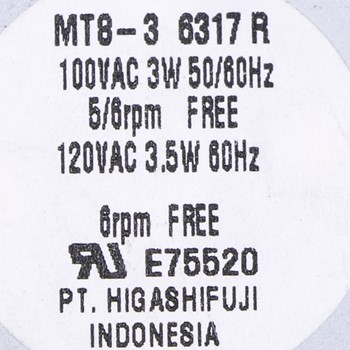 MT8-3 6317 R
100VAC 3W 50/60Hz
5/6rpm FREE
120VAC 3.5W 60Hz
6rpm FREE
RU E75520
PT. HIGASHIFUJI
INDONESIA